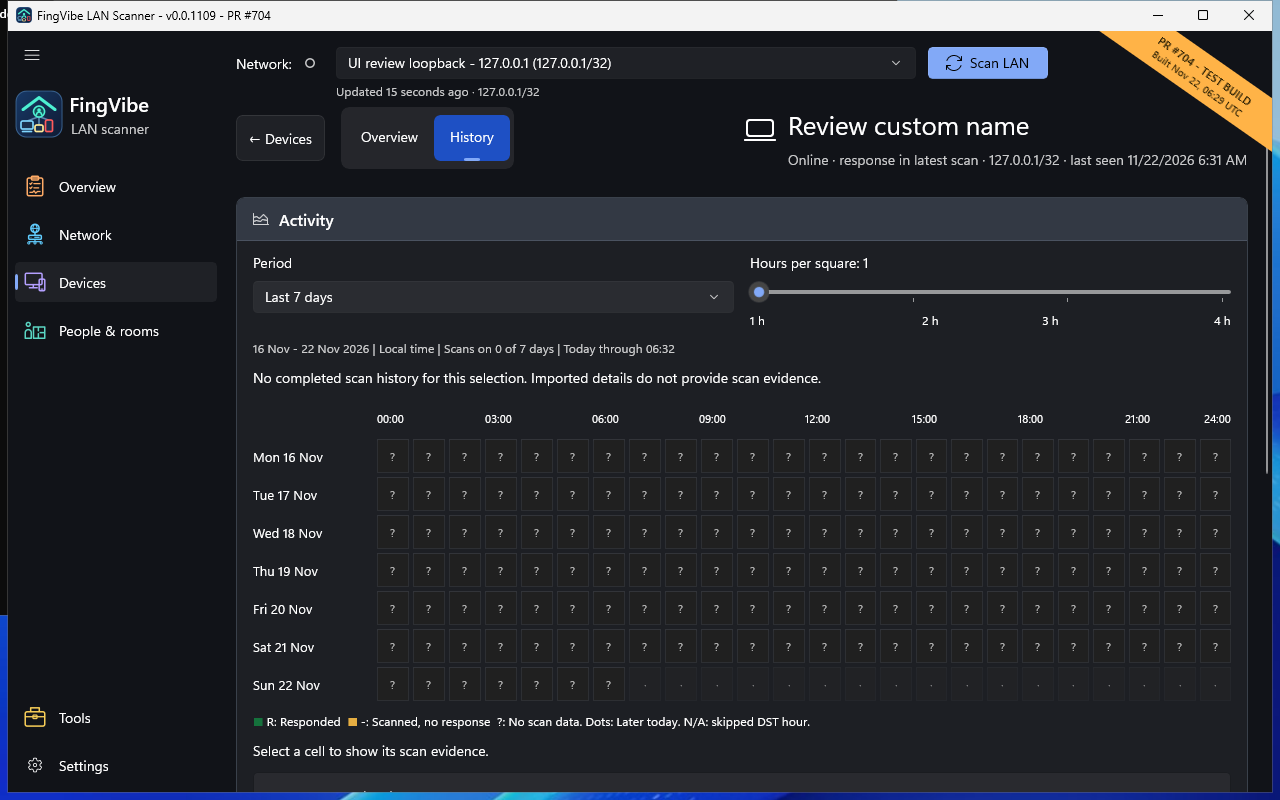 FingVibe LAN Scanner - v0.0.1109 - PR #704
Network:
UI review loopback - 127.0.0.1 (127.0.0.1/32)
Scan LAN
Updated 15 seconds ago · 127.0.0.1/32
PR #704 - TEST BUILD
Built Nov 22, 06:29 UTC
FingVibe
LAN scanner
← Devices
Overview
History
Review custom name
Online · response in latest scan · 127.0.0.1/32 · last seen 11/22/2026 6:31 AM
Overview
Network
Devices
People & rooms
Tools
Settings
Activity
Period
Last 7 days
Hours per square: 1
1 h 2 h 3 h 4 h
16 Nov - 22 Nov 2026 | Local time | Scans on 0 of 7 days | Today through 06:32
No completed scan history for this selection. Imported details do not provide scan evidence.
00:00 03:00 06:00 09:00 12:00 15:00 18:00 21:00 24:00
Mon 16 Nov ? ? ? ? ? ? ? ? ? ? ? ? ? ? ? ? ? ? ? ? ? ? ? ?
Tue 17 Nov ? ? ? ? ? ? ? ? ? ? ? ? ? ? ? ? ? ? ? ? ? ? ? ?
Wed 18 Nov ? ? ? ? ? ? ? ? ? ? ? ? ? ? ? ? ? ? ? ? ? ? ? ?
Thu 19 Nov ? ? ? ? ? ? ? ? ? ? ? ? ? ? ? ? ? ? ? ? ? ? ? ?
Fri 20 Nov ? ? ? ? ? ? ? ? ? ? ? ? ? ? ? ? ? ? ? ? ? ? ? ?
Sat 21 Nov ? ? ? ? ? ? ? ? ? ? ? ? ? ? ? ? ? ? ? ? ? ? ? ?
Sun 22 Nov ? ? ? ? ? ? ? · · · · · · · · · · · · · · · · ·
R: Responded -: Scanned, no response ?: No scan data. Dots: Later today. N/A: skipped DST hour.
Select a cell to show its scan evidence.